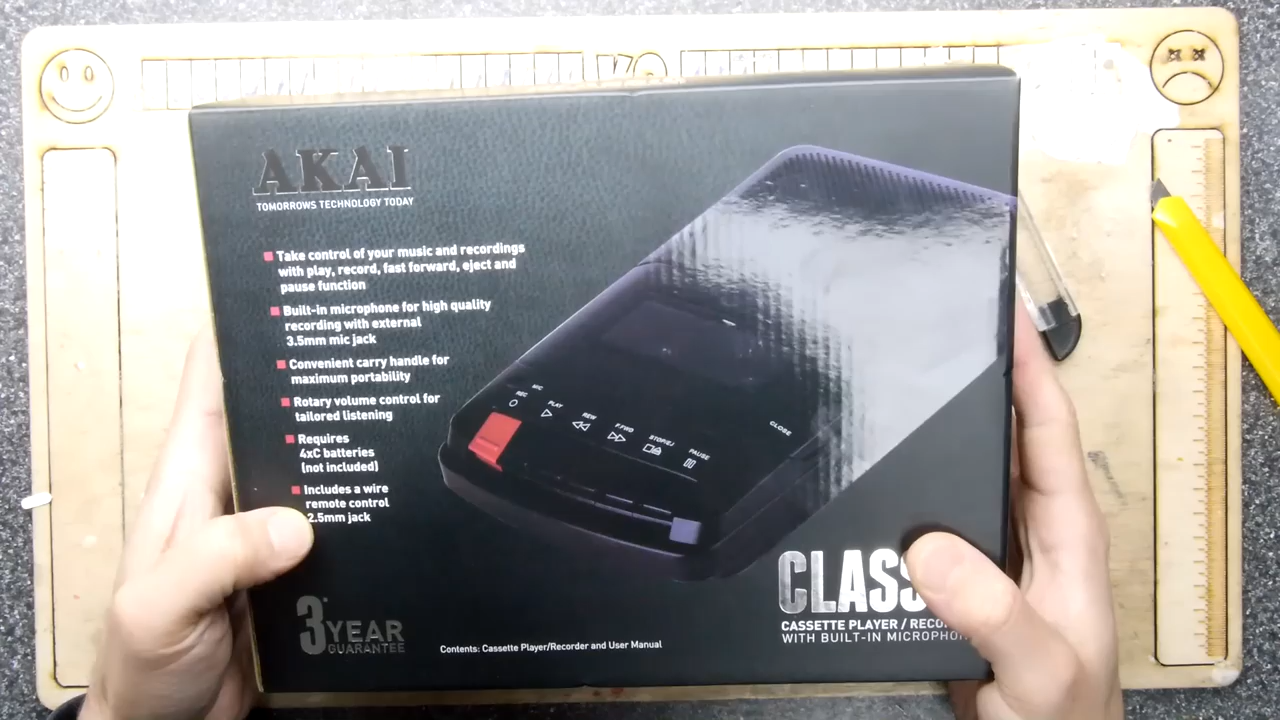 AKAI
TOMORROWS TECHNOLOGY TODAY
Take control of your music and recordings
with play, record, fast forward, eject and
pause function
Built-in microphone for high quality
recording with external
3.5mm mic jack
Convenient carry handle for
maximum portability
Rotary volume control for
tailored listening
Requires
4xC batteries
(not included)
Includes a wire
remote control
2.5mm jack
MIC
REC
PLAY
REW
F.FWD
STOP/EJ
PAUSE
CLOSE
3* YEAR
GUARANTEE
Contents: Cassette Player/Recorder and User Manual
CLASS
CASSETTE PLAYER / RECO
WITH BUILT-IN MICROPHO